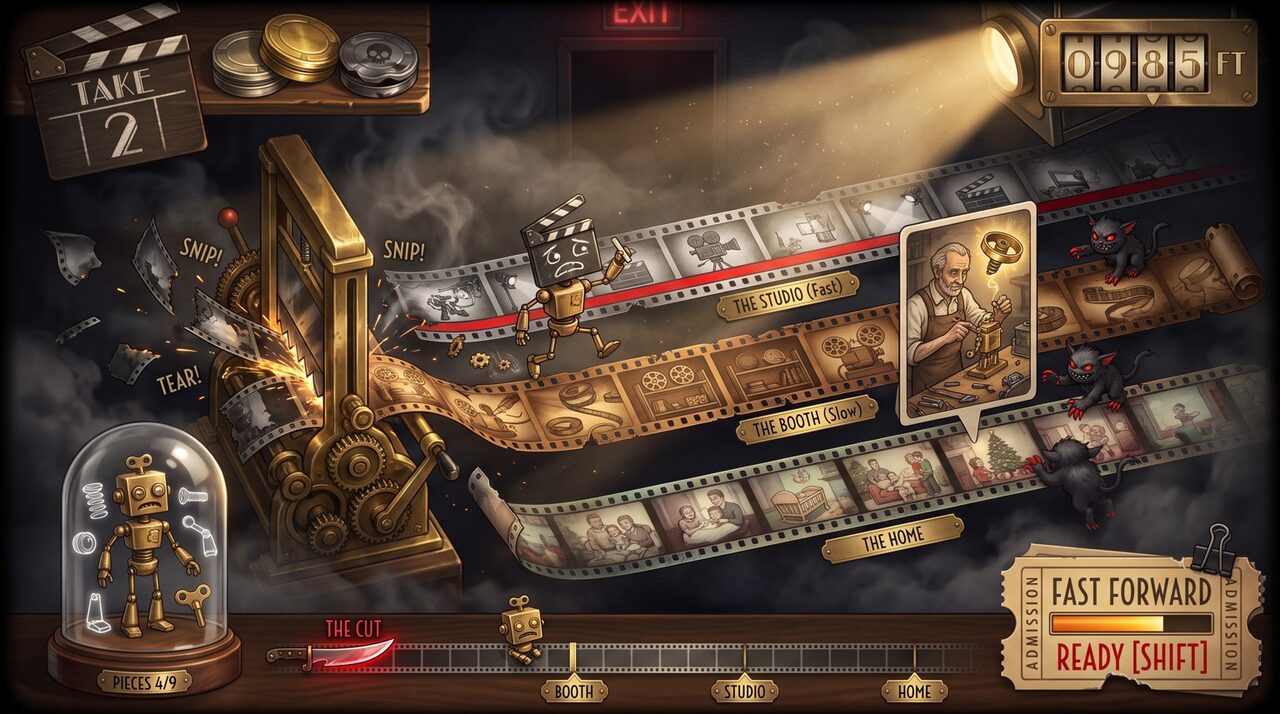 EXIT
TAKE
2
0985 FT
SNIP!
SNIP!
TEAR!
THE STUDIO (Fast)
THE BOOTH (Slow)
THE HOME
PIECES 4/9
THE CUT
BOOTH
STUDIO
HOME
ADMISSION
FAST FORWARD
READY [SHIFT]
ADMISSION